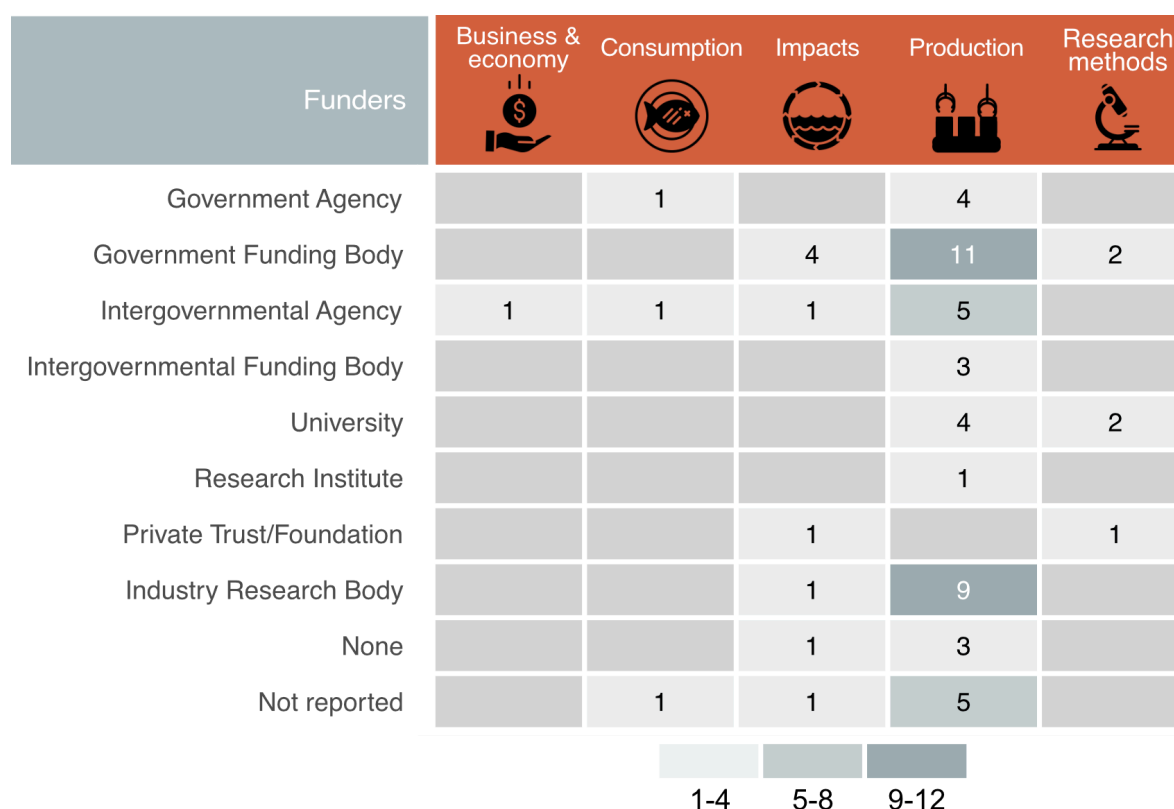 Funders
Business &
economy
Consumption
Impacts
Production
Research
methods
$
Government Agency 1 4
Government Funding Body 4 11 2
Intergovernmental Agency 1 1 1 5
Intergovernmental Funding Body 3
University 4 2
Research Institute 1
Private Trust/Foundation 1 1
Industry Research Body 1 9
None 1 3
Not reported 1 1 5
1-4 5-8 9-12